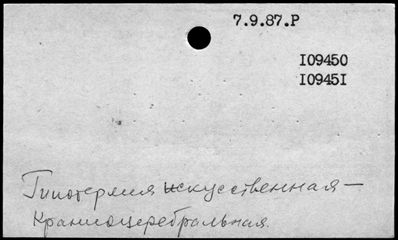 7.9.87.P
I09450
I0945I
Гипотермия искусственная —
краниоцеребральная.